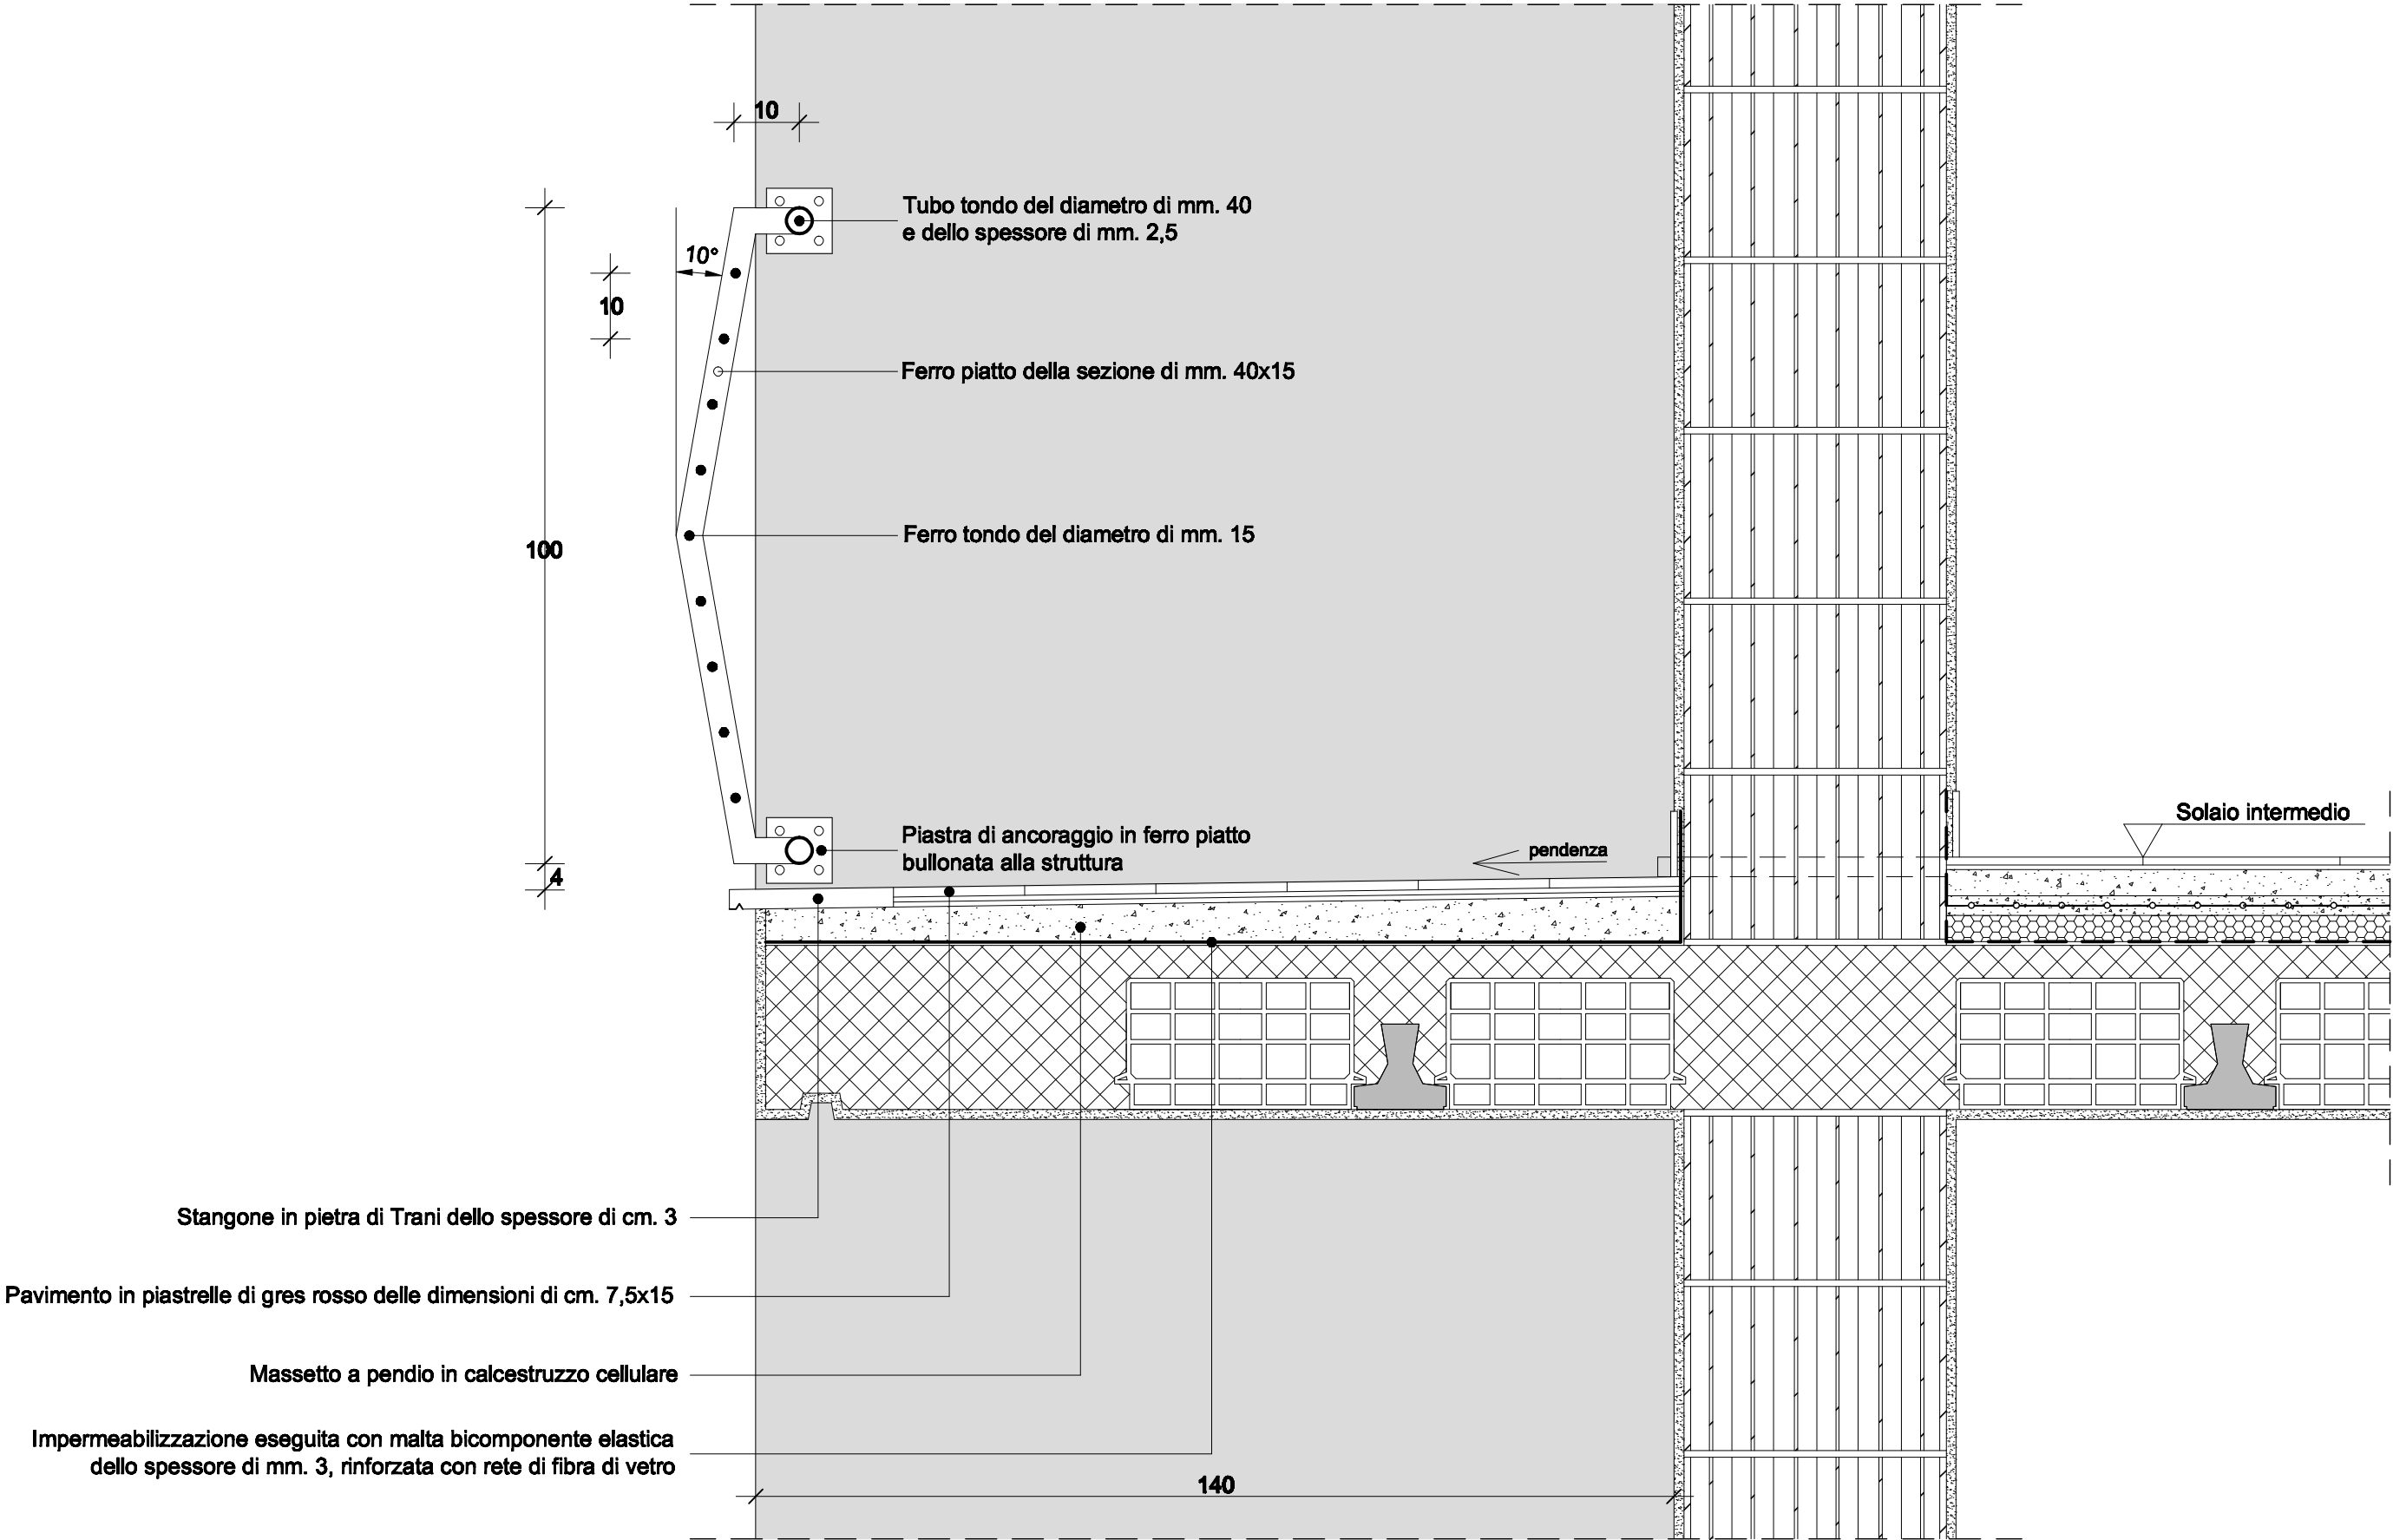 10
Tubo tondo del diametro di mm. 40
e dello spessore di mm. 2,5
10°
10
Ferro piatto della sezione di mm. 40x15
Ferro tondo del diametro di mm. 15
100
Solaio intermedio
Piastra di ancoraggio in ferro piatto
bullonata alla struttura
pendenza
4
Stangone in pietra di Trani dello spessore di cm. 3
Pavimento in piastrelle di gres rosso delle dimensioni di cm. 7,5x15
Massetto a pendio in calcestruzzo cellulare
Impermeabilizzazione eseguita con malta bicomponente elastica
dello spessore di mm. 3, rinforzata con rete di fibra di vetro
140